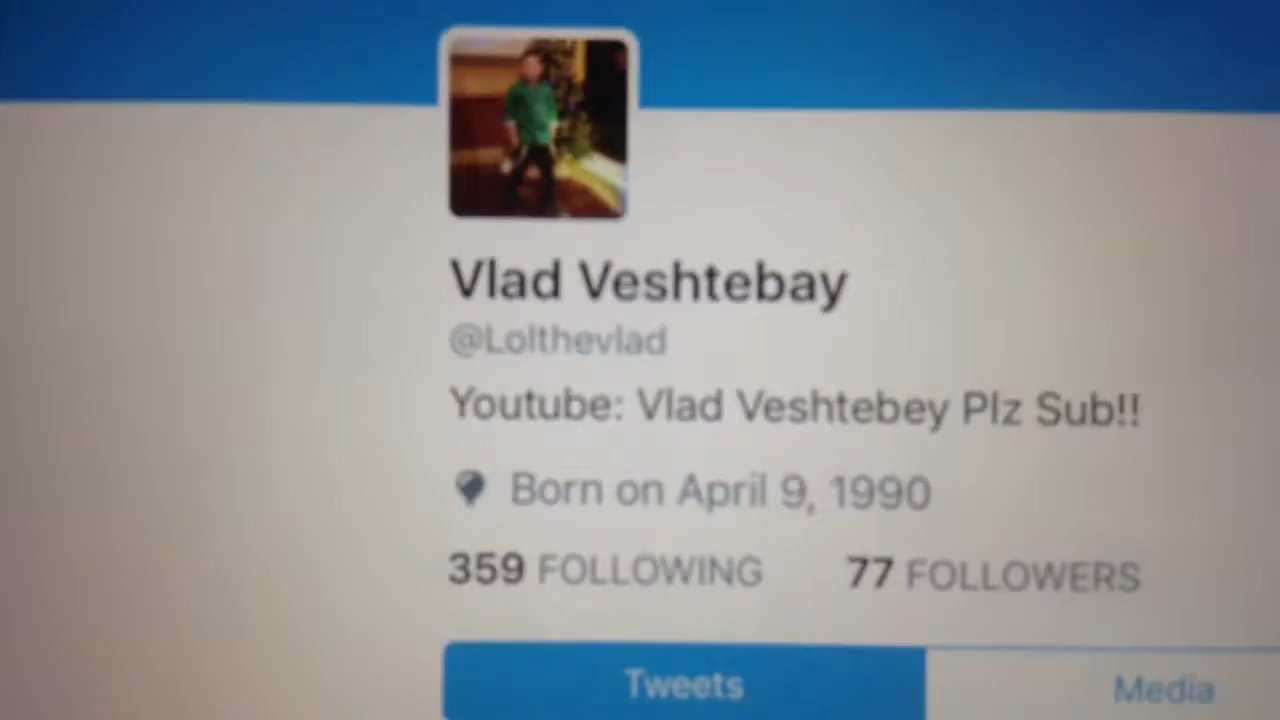 Vlad Veshtebay
@Lolthevlad
Youtube: Vlad Veshtebey Plz Sub!!
Born on April 9, 1990
359 FOLLOWING 77 FOLLOWERS
Tweets Media